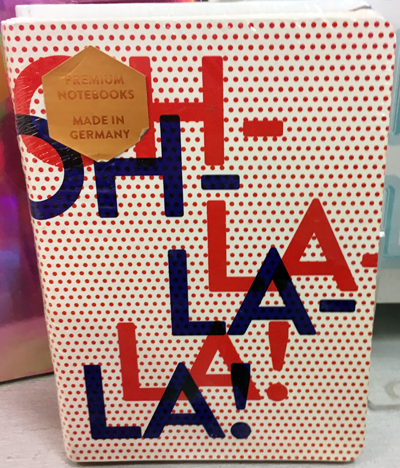 PREMIUM
NOTEBOOKS
MADE IN
GERMANY
OH-
OH-
LA-
LA-
LA!
LA!